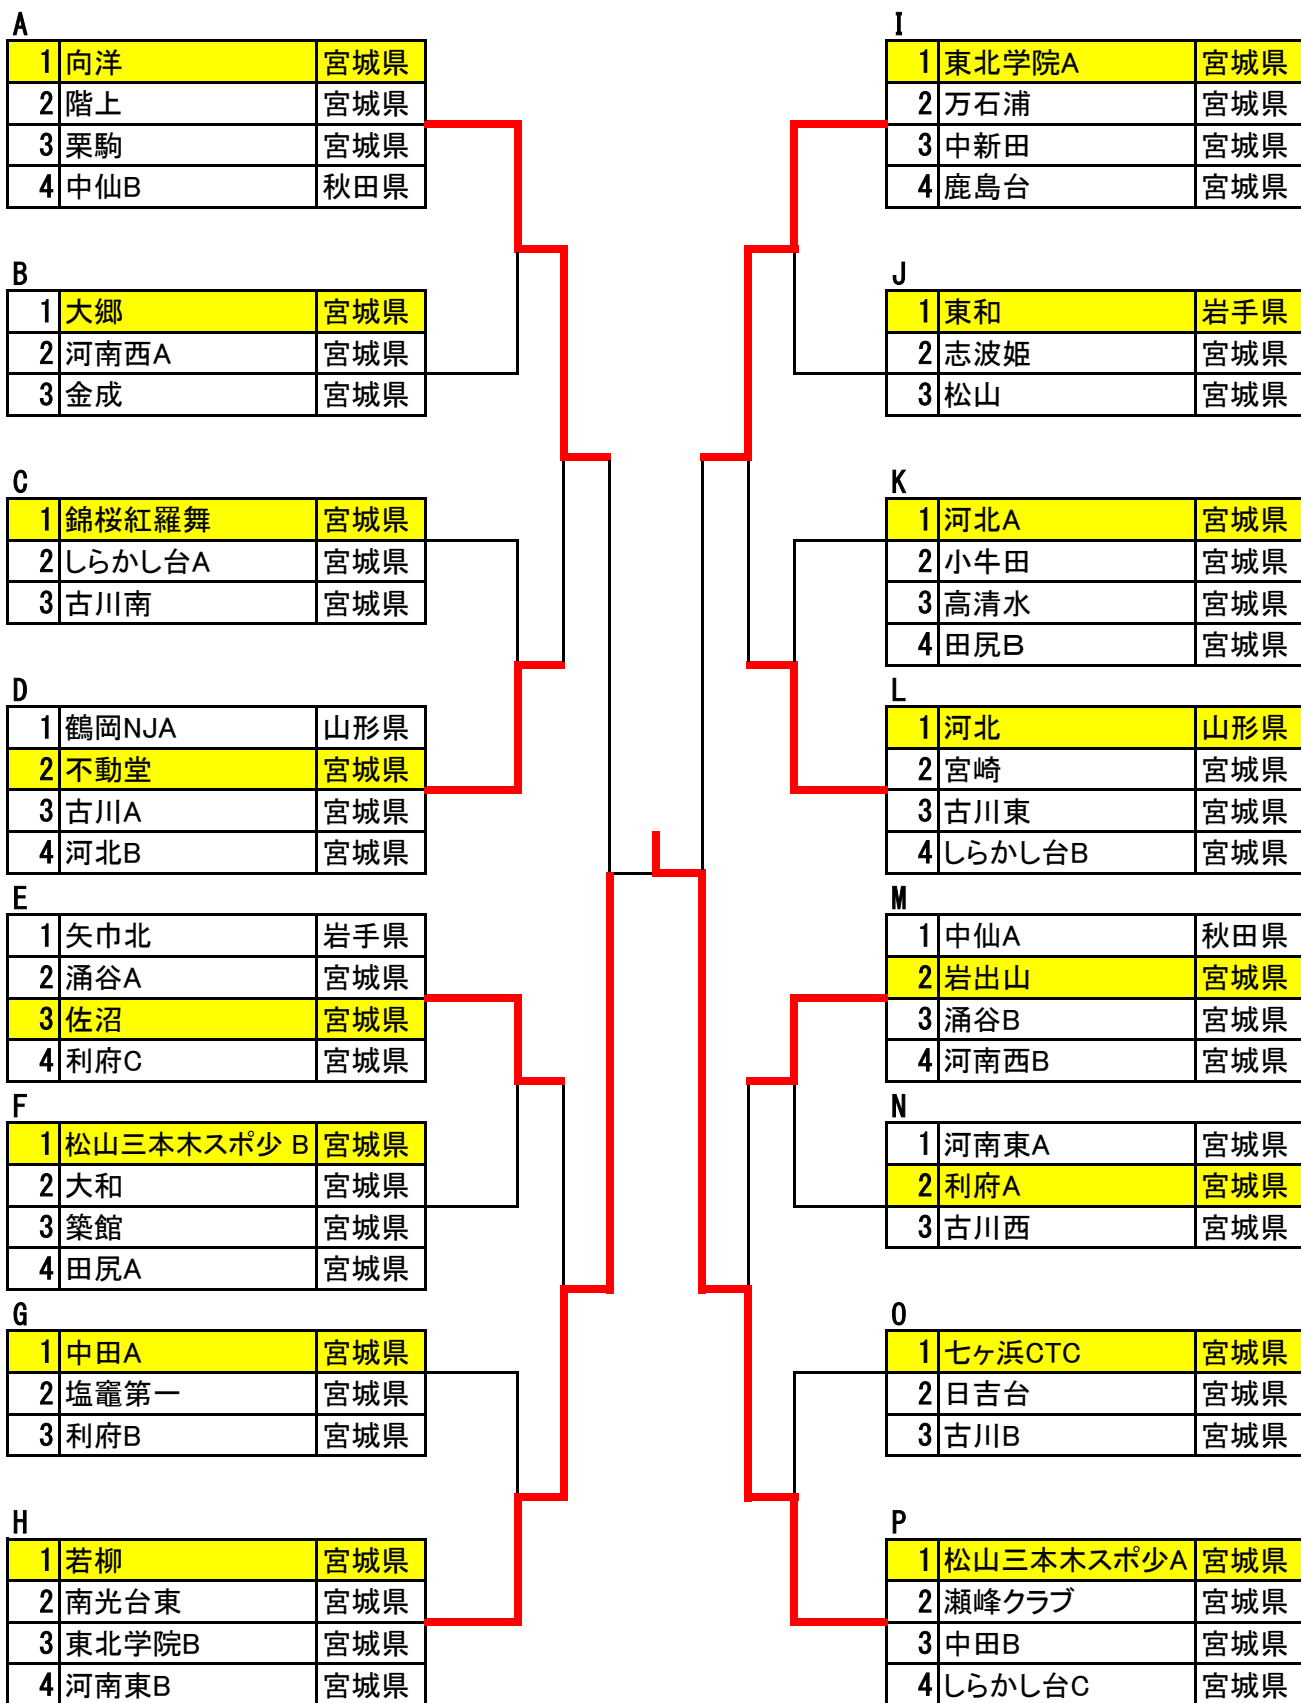 A
1 向洋 宮城県
2 階上 宮城県
3 栗駒 宮城県
4 中仙B 秋田県
B
1 大郷 宮城県
2 河南西A 宮城県
3 金成 宮城県
C
1 錦桜紅羅舞 宮城県
2 しらかし台A 宮城県
3 古川南 宮城県
D
1 鶴岡NJA 山形県
2 不動堂 宮城県
3 古川A 宮城県
4 河北B 宮城県
E
1 矢巾北 岩手県
2 涌谷A 宮城県
3 佐沼 宮城県
4 利府C 宮城県
F
1 松山三本木スポ少 B 宮城県
2 大和 宮城県
3 築館 宮城県
4 田尻A 宮城県
G
1 中田A 宮城県
2 塩竈第一 宮城県
3 利府B 宮城県
H
1 若柳 宮城県
2 南光台東 宮城県
3 東北学院B 宮城県
4 河南東B 宮城県
I
1 東北学院A 宮城県
2 万石浦 宮城県
3 中新田 宮城県
4 鹿島台 宮城県
J
1 東和 岩手県
2 志波姫 宮城県
3 松山 宮城県
K
1 河北A 宮城県
2 小牛田 宮城県
3 高清水 宮城県
4 田尻B 宮城県
L
1 河北 山形県
2 宮崎 宮城県
3 古川東 宮城県
4 しらかし台B 宮城県
M
1 中仙A 秋田県
2 岩出山 宮城県
3 涌谷B 宮城県
4 河南西B 宮城県
N
1 河南東A 宮城県
2 利府A 宮城県
3 古川西 宮城県
O
1 七ヶ浜CTC 宮城県
2 日吉台 宮城県
3 古川B 宮城県
P
1 松山三本木スポ少A 宮城県
2 瀬峰クラブ 宮城県
3 中田B 宮城県
4 しらかし台C 宮城県